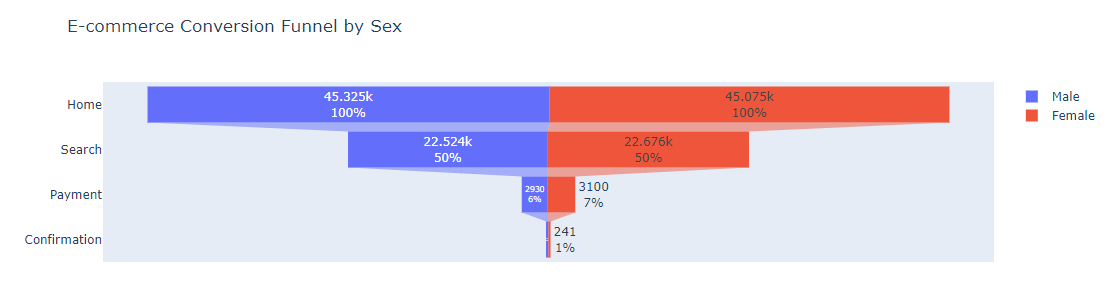 E-commerce Conversion Funnel by Sex
Home
45.325k
100%
45.075k
100%
Male
Female
Search
22.524k
50%
22.676k
50%
Payment
2930
6%
3100
7%
Confirmation
241
1%